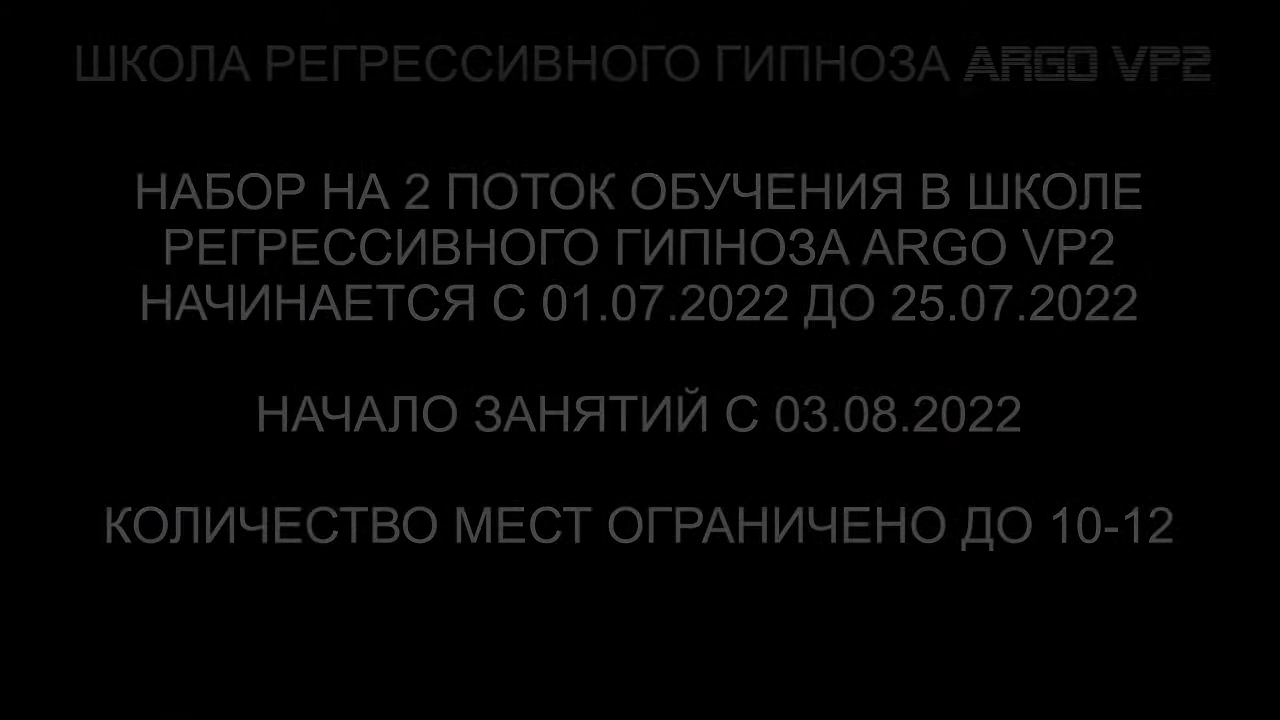 ШКОЛА РЕГРЕССИВНОГО ГИПНОЗА ARGO VP2
НАБОР НА 2 ПОТОК ОБУЧЕНИЯ В ШКОЛЕ
РЕГРЕССИВНОГО ГИПНОЗА ARGO VP2
НАЧИНАЕТСЯ С 01.07.2022 ДО 25.07.2022
НАЧАЛО ЗАНЯТИЙ С 03.08.2022
КОЛИЧЕСТВО МЕСТ ОГРАНИЧЕНО ДО 10-12